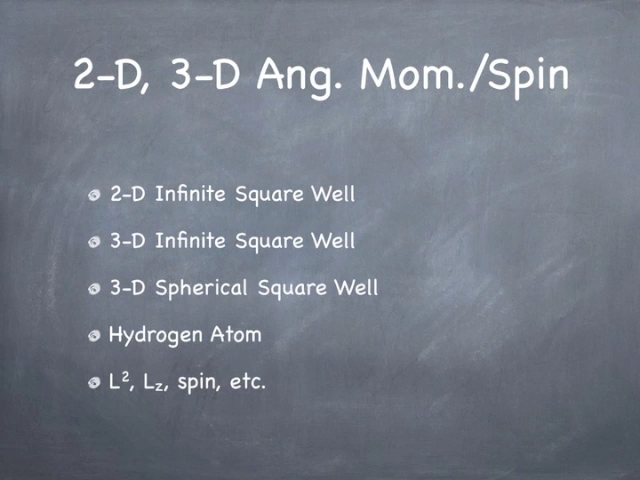 2-D, 3-D Ang. Mom./Spin
2-D Infinite Square Well
3-D Infinite Square Well
3-D Spherical Square Well
Hydrogen Atom
L², L_z, spin, etc.